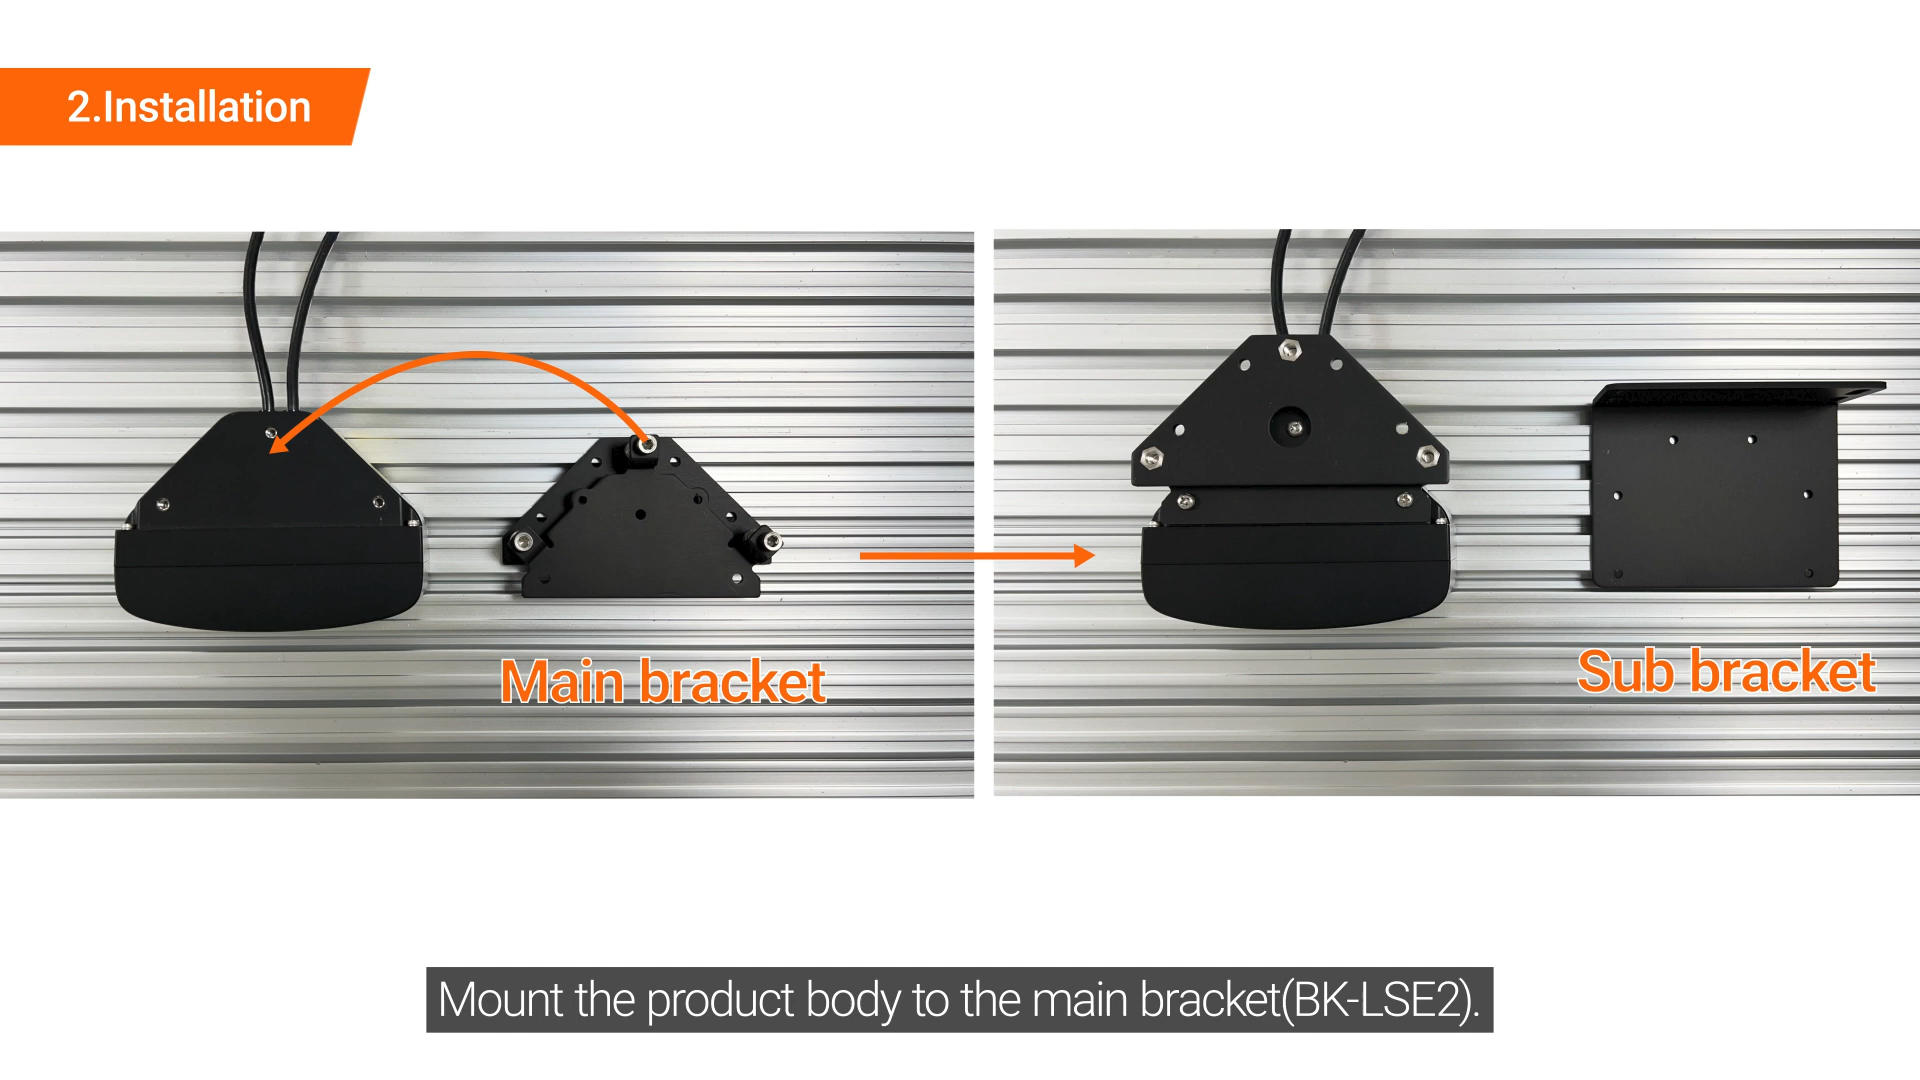 2.Installation
Main bracket
Sub bracket
Mount the product body to the main bracket(BK-LSE2).